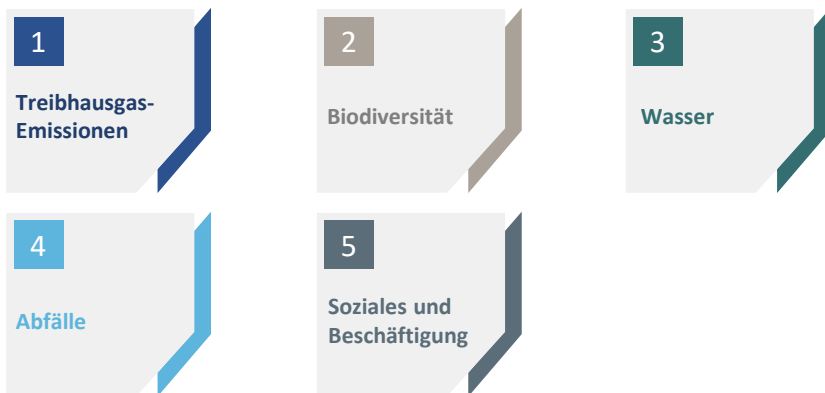 1
Treibhausgas-
Emissionen
2
Biodiversität
3
Wasser
4
Abfälle
5
Soziales und
Beschäftigung